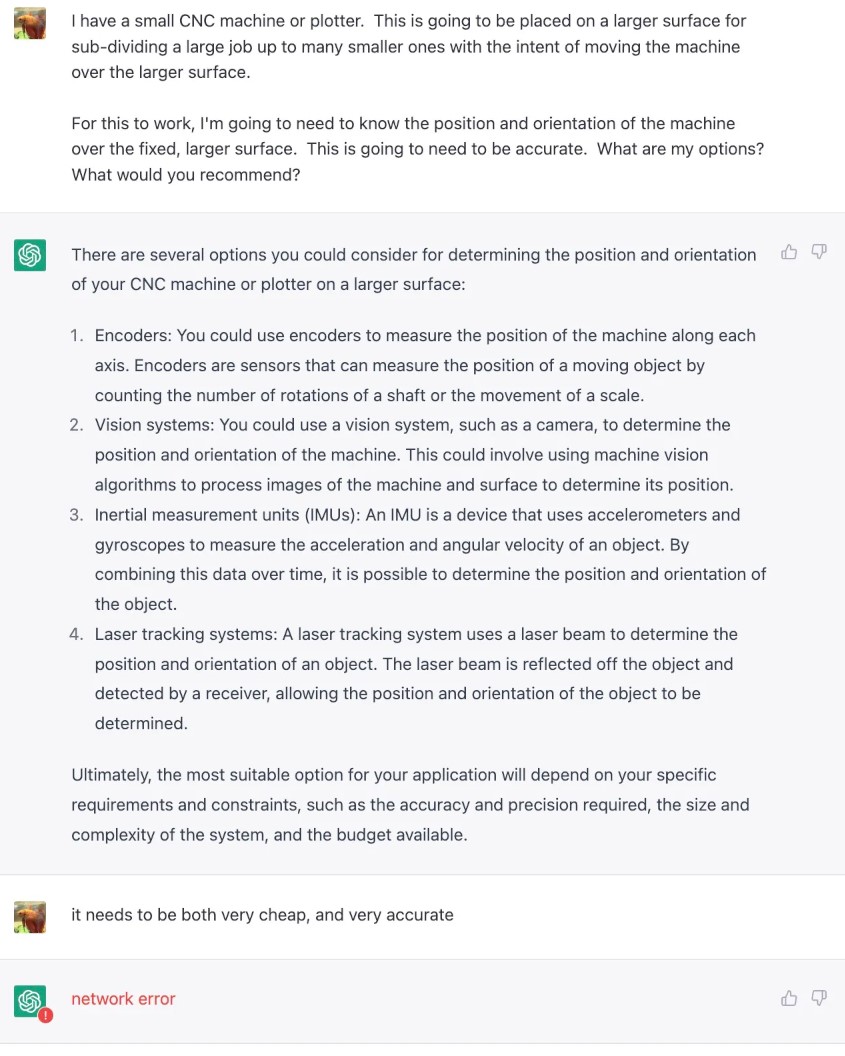 I have a small CNC machine or plotter.  This is going to be placed on a larger surface for
sub-dividing a large job up to many smaller ones with the intent of moving the machine
over the larger surface.
For this to work, I'm going to need to know the position and orientation of the machine
over the fixed, larger surface.  This is going to need to be accurate.  What are my options?
What would you recommend?
There are several options you could consider for determining the position and orientation
of your CNC machine or plotter on a larger surface:
1. Encoders: You could use encoders to measure the position of the machine along each
axis. Encoders are sensors that can measure the position of a moving object by
counting the number of rotations of a shaft or the movement of a scale.
2. Vision systems: You could use a vision system, such as a camera, to determine the
position and orientation of the machine. This could involve using machine vision
algorithms to process images of the machine and surface to determine its position.
3. Inertial measurement units (IMUs): An IMU is a device that uses accelerometers and
gyroscopes to measure the acceleration and angular velocity of an object. By
combining this data over time, it is possible to determine the position and orientation of
the object.
4. Laser tracking systems: A laser tracking system uses a laser beam to determine the
position and orientation of an object. The laser beam is reflected off the object and
detected by a receiver, allowing the position and orientation of the object to be
determined.
Ultimately, the most suitable option for your application will depend on your specific
requirements and constraints, such as the accuracy and precision required, the size and
complexity of the system, and the budget available.
it needs to be both very cheap, and very accurate
network error